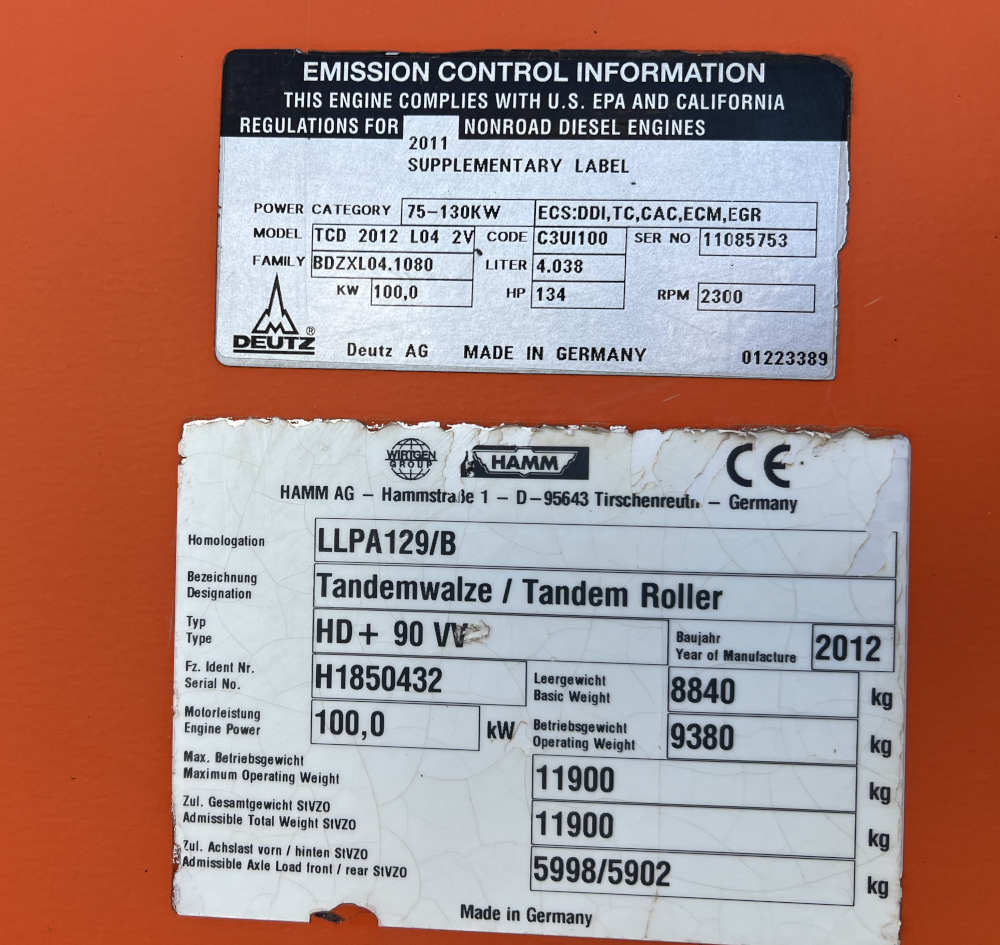 EMISSION CONTROL INFORMATION
THIS ENGINE COMPLIES WITH U.S. EPA AND CALIFORNIA
REGULATIONS FOR 2011 NONROAD DIESEL ENGINES
SUPPLEMENTARY LABEL
POWER CATEGORY 75-130KW ECS:DDI,TC,CAC,ECM,EGR
MODEL TCD 2012 L04 2V CODE C3UI100 SER NO 11085753
FAMILY BDZXL04.1080 LITER 4.038
KW 100,0 HP 134 RPM 2300
DEUTZ ® Deutz AG MADE IN GERMANY 01223389
WIRTGEN GROUP HAMM CE
HAMM AG – Hammstraße 1 – D–95643 Tirschenreuth – Germany
Homologation LLPA129/B
Bezeichnung
Designation Tandemwalze / Tandem Roller
Typ
Type HD+ 90 VV
Baujahr
Year of Manufacture 2012
Fz. Ident Nr.
Serial No. H1850432
Leergewicht
Basic Weight 8840 kg
Motorleistung
Engine Power 100,0 kW
Betriebsgewicht
Operating Weight 9380 kg
Max. Betriebsgewicht
Maximum Operating Weight 11900 kg
Zul. Gesamtgewicht StVZO
Admissible Total Weight StVZO 11900 kg
Zul. Achslast vorn / hinten StVZO
Admissible Axle Load front / rear StVZO 5998/5902 kg
Made in Germany